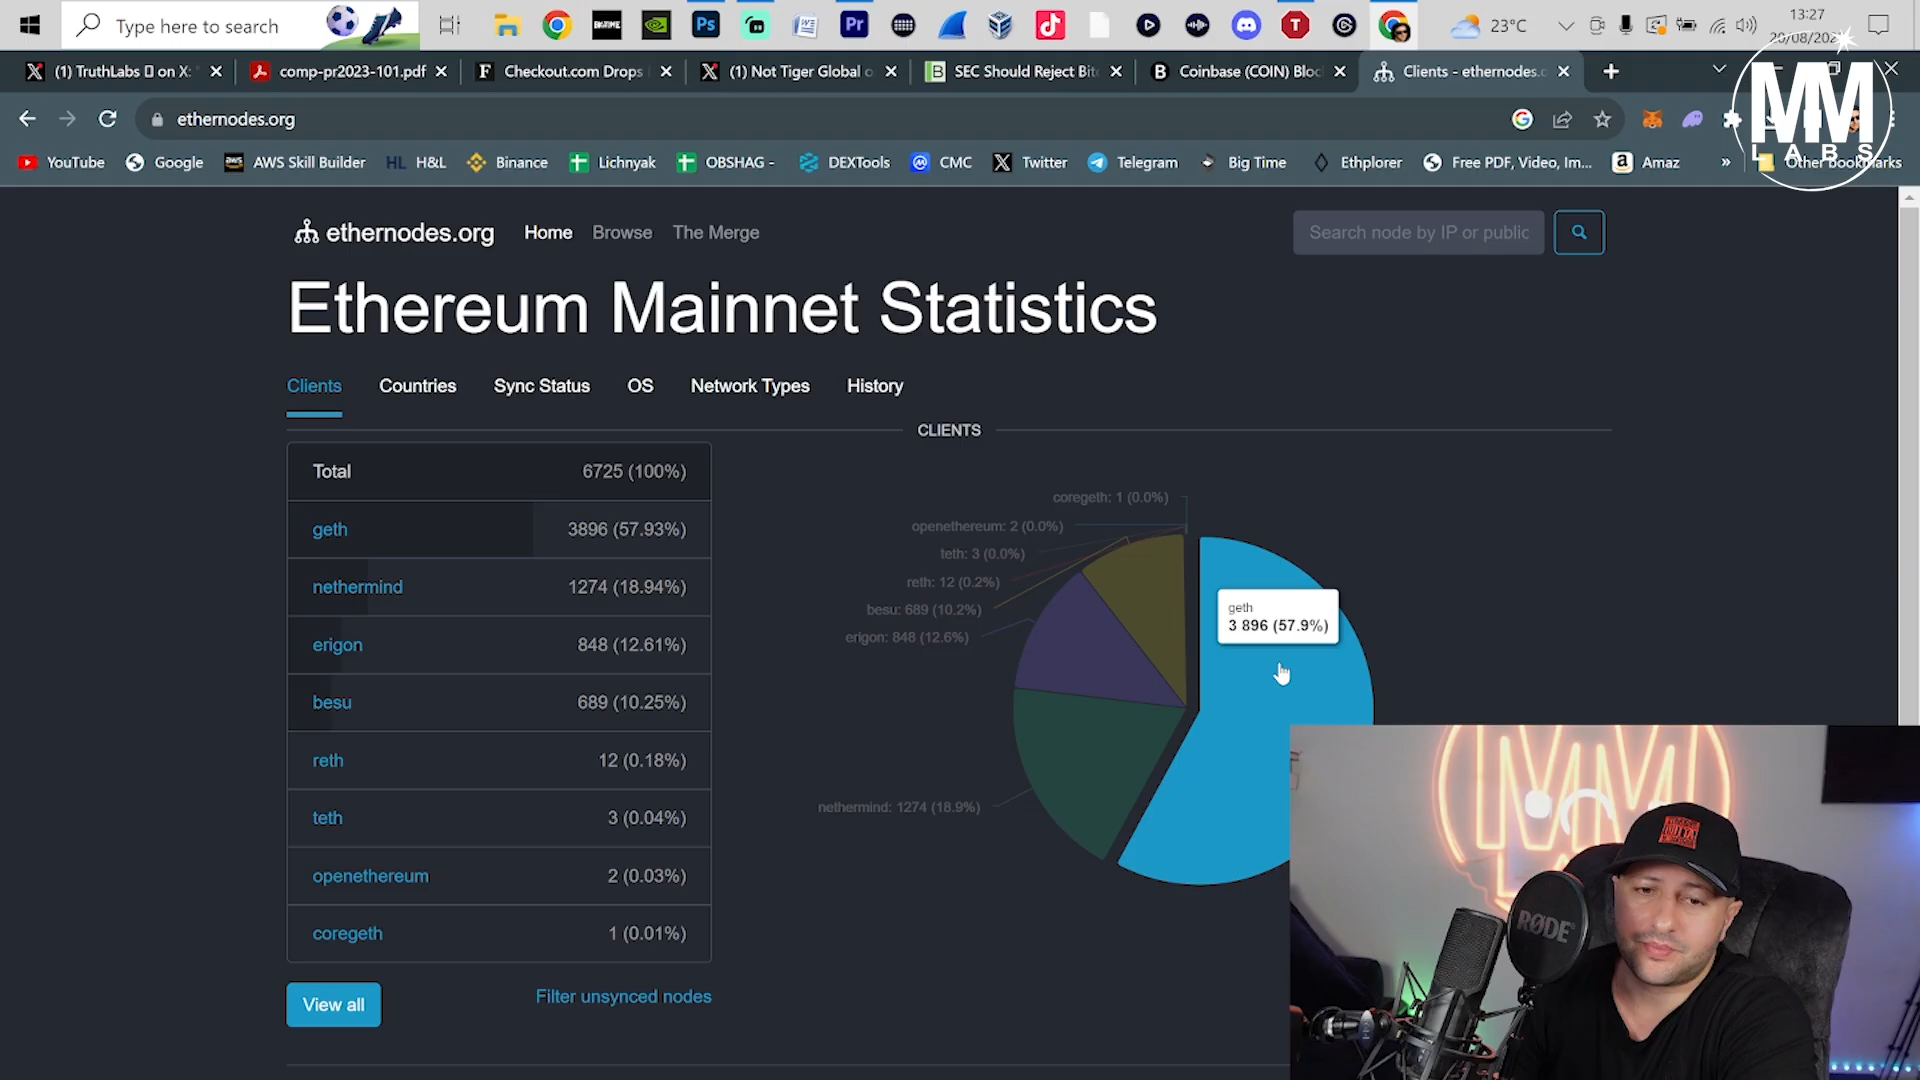 Type here to search
23°C
13:27
20/08/202
(1) TruthLabs 🫡 on X: "
comp-pr2023-101.pdf
Checkout.com Drops
(1) Not Tiger Global o
SEC Should Reject Bit
Coinbase (COIN) Bloc
Clients - ethernodes.o
MM
LABS
ethernodes.org
YouTube
Google
AWS Skill Builder
HL H&L
Binance
Lichnyak
OBSHAG -
DEXTools
CMC
Twitter
Telegram
Big Time
Ethplorer
Free PDF, Video, Im...
Amaz
»
Other Bookmarks
ethernodes.org
Home
Browse
The Merge
Search node by IP or public
Ethereum Mainnet Statistics
Clients
Countries
Sync Status
OS
Network Types
History
CLIENTS
Total 6725 (100%)
geth 3896 (57.93%)
nethermind 1274 (18.94%)
erigon 848 (12.61%)
besu 689 (10.25%)
reth 12 (0.18%)
teth 3 (0.04%)
openethereum 2 (0.03%)
coregeth 1 (0.01%)
View all
Filter unsynced nodes
coregeth: 1 (0.0%)
openethereum: 2 (0.0%)
teth: 3 (0.0%)
reth: 12 (0.2%)
besu: 689 (10.2%)
erigon: 848 (12.6%)
nethermind: 1274 (18.9%)
geth
3 896 (57.9%)
RØDE